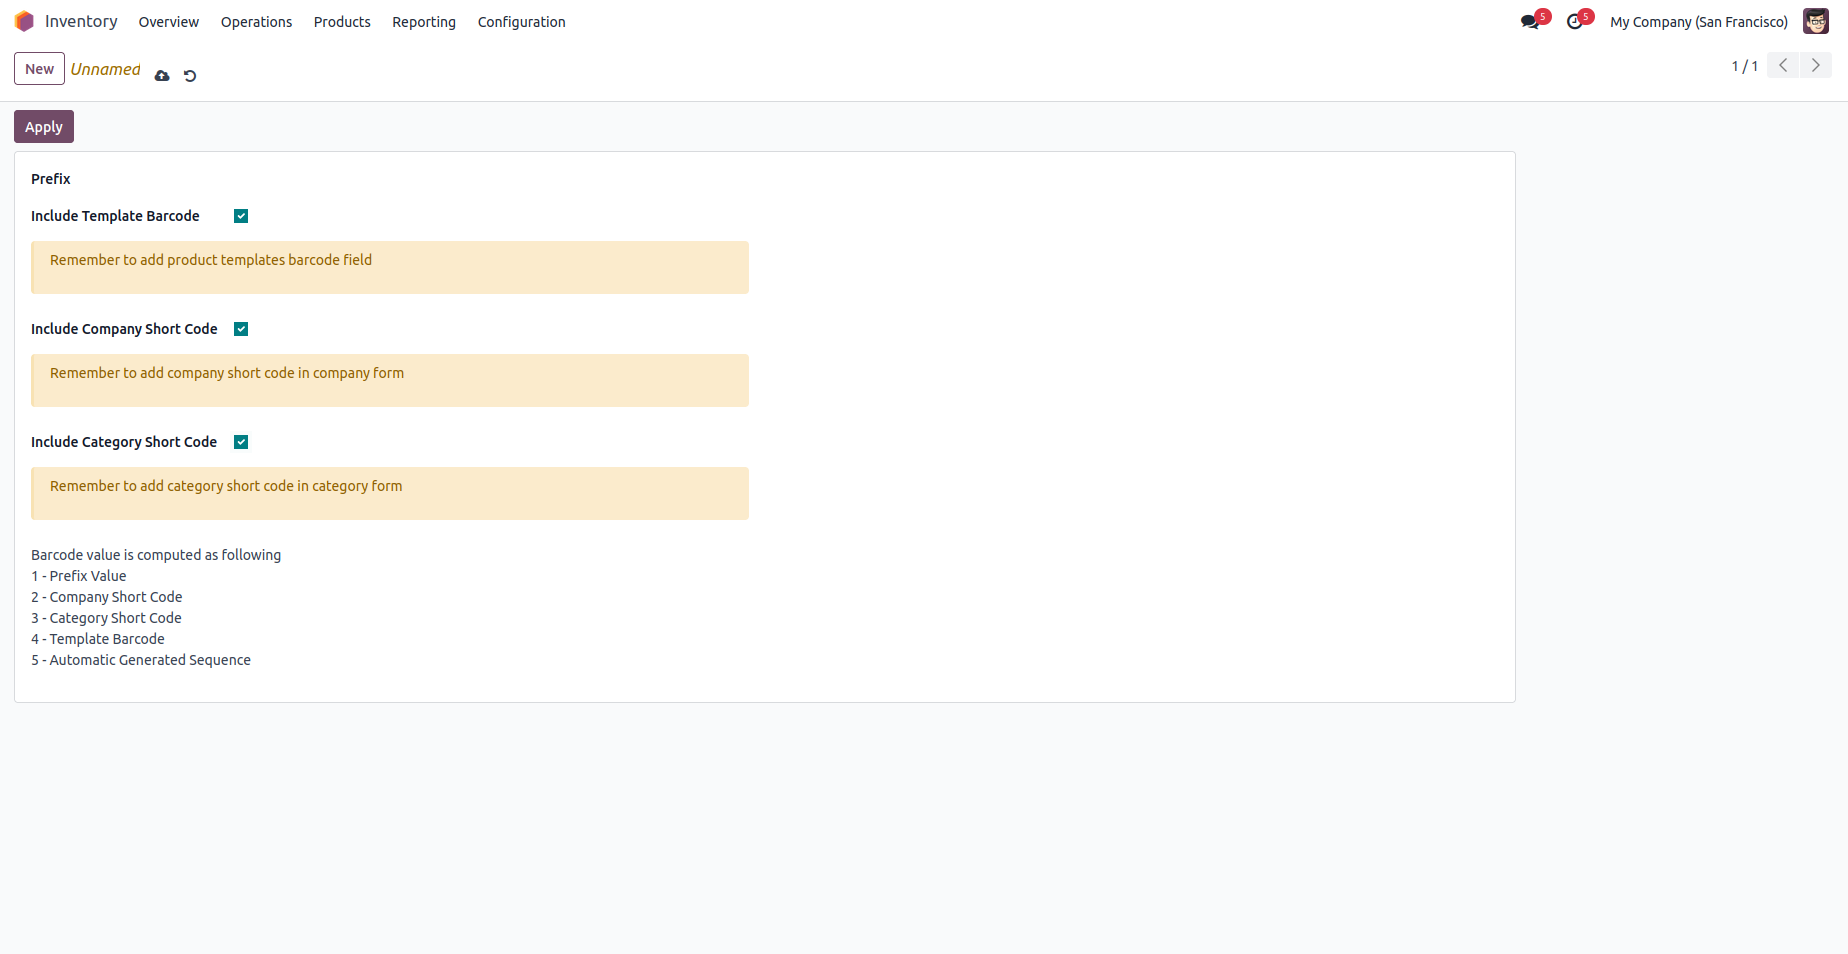 Inventory Overview Operations Products Reporting Configuration 5 5 My Company (San Francisco)
New Unnamed 1 / 1
Apply
Prefix
Include Template Barcode
Remember to add product templates barcode field
Include Company Short Code
Remember to add company short code in company form
Include Category Short Code
Remember to add category short code in category form
Barcode value is computed as following
1 - Prefix Value
2 - Company Short Code
3 - Category Short Code
4 - Template Barcode
5 - Automatic Generated Sequence